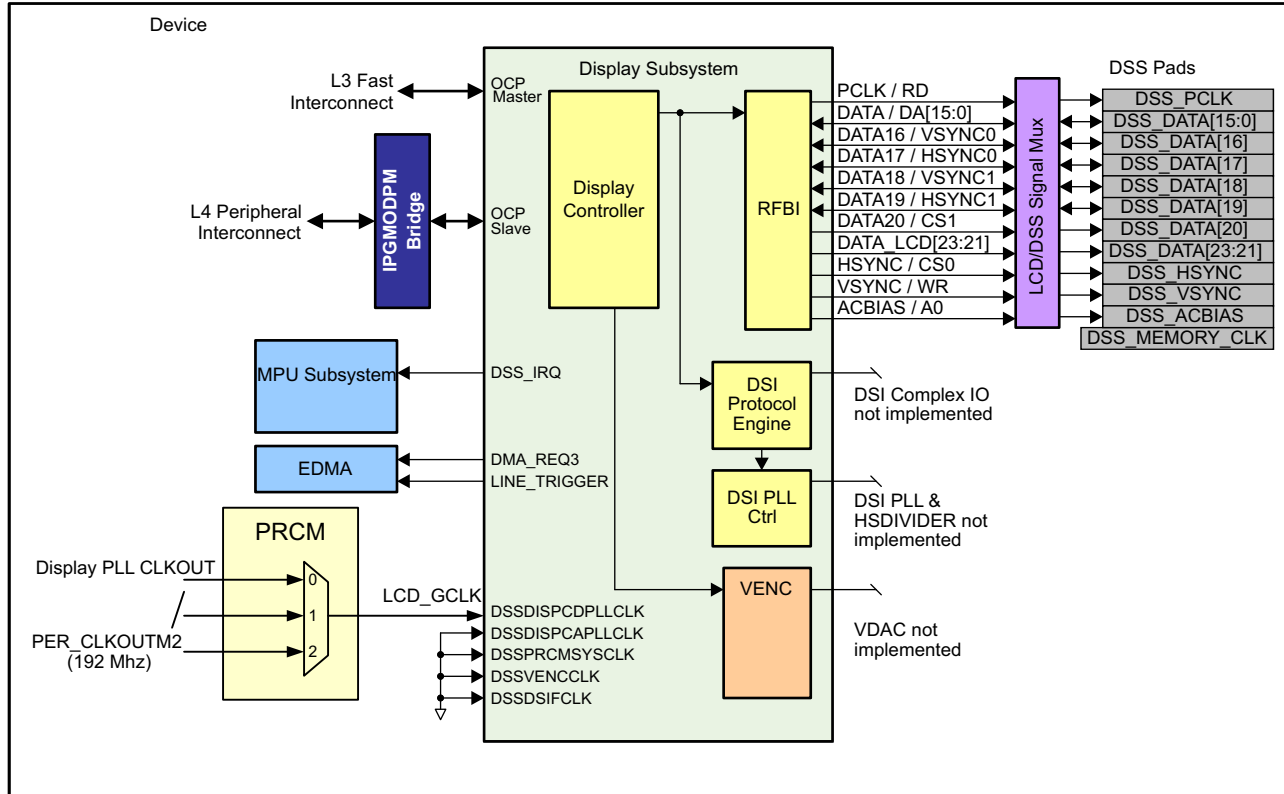 Device
L3 Fast
Interconnect
OCP
Master
Display Subsystem
DSS Pads
Display
Controller
RFBI
PCLK / RD
DATA / DA[15:0]
DATA16 / VSYNC0
DATA17 / HSYNC0
DATA18 / VSYNC1
DATA19 / HSYNC1
DATA20 / CS1
DATA_LCD[23:21]
HSYNC / CS0
VSYNC / WR
ACBIAS / A0
LCD/DSS Signal Mux
DSS_PCLK
DSS_DATA[15:0]
DSS_DATA[16]
DSS_DATA[17]
DSS_DATA[18]
DSS_DATA[19]
DSS_DATA[20]
DSS_DATA[23:21]
DSS_HSYNC
DSS_VSYNC
DSS_ACBIAS
DSS_MEMORY_CLK
L4 Peripheral
Interconnect
IPGMODPM
Bridge
OCP
Slave
MPU Subsystem
DSS_IRQ
DSI
Protocol
Engine
DSI Complex IO
not implemented
EDMA
DMA_REQ3
LINE_TRIGGER
DSI PLL
Ctrl
DSI PLL &
HSDIVIDER not
implemented
PRCM
Display PLL CLKOUT
0
1
2
PER_CLKOUTM2
(192 Mhz)
LCD_GCLK
DSSDISPCDPLLCLK
DSSDISPCAPLLCLK
DSSPRCMSYSCLK
DSSVENCCLK
DSSDSIFCLK
VENC
VDAC not
implemented